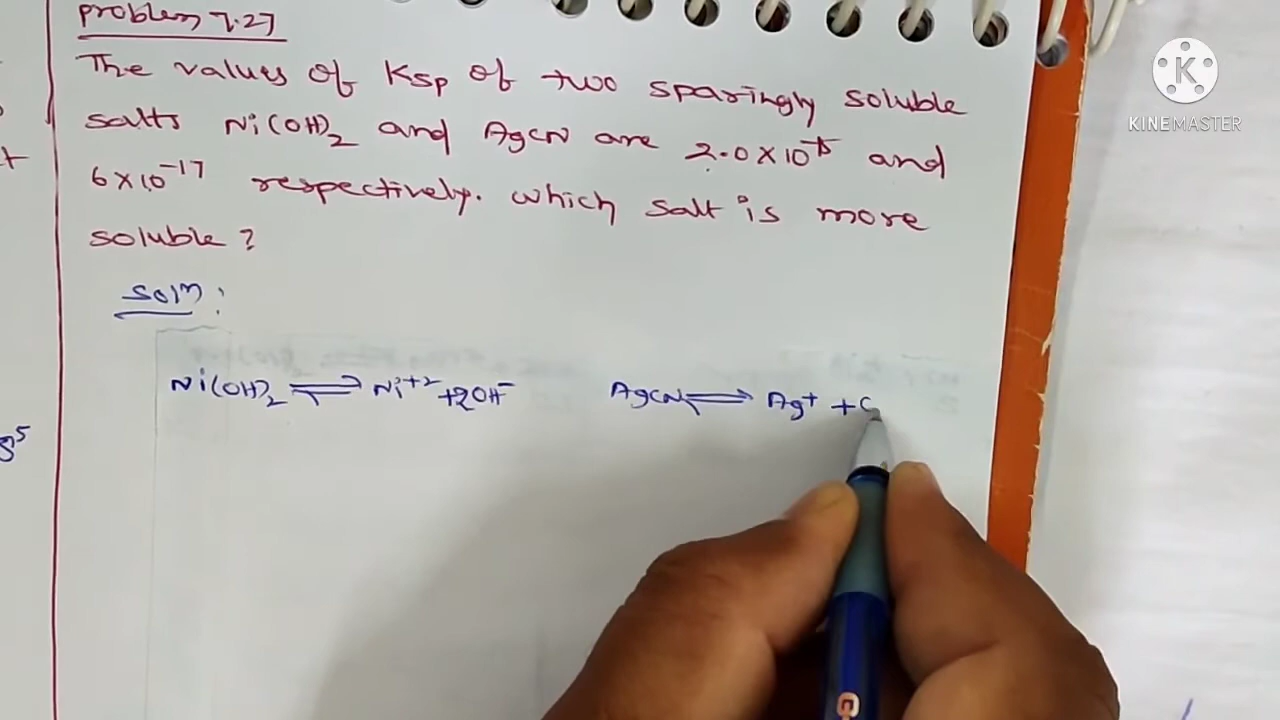 problem 7.27
The values of Ksp of two sparingly soluble
salts Ni(OH)₂ and AgCN are 2.0×10⁻¹⁵ and
6×10⁻¹⁷ respectively. which salt is more
soluble?
Soln:
Ni(OH)₂ ⇌ Ni⁺² + 2OH⁻ AgCN ⇌ Ag⁺ + C
5
K
KINEMASTER